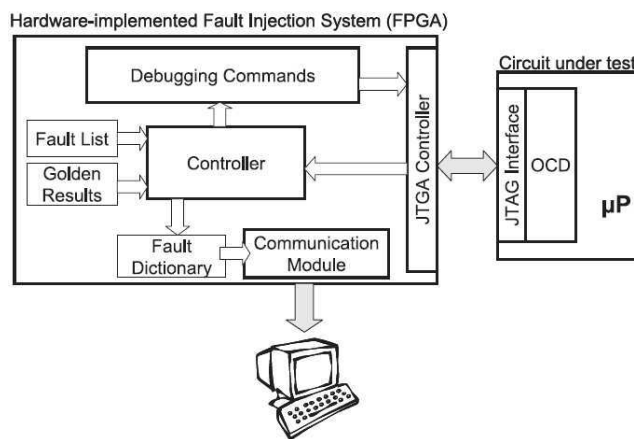 Hardware-implemented Fault Injection System (FPGA)
Debugging Commands
Fault List
Golden
Results
Controller
Fault
Dictionary
Communication
Module
JTGA Controller
Circuit under test
JTAG Interface
OCD
µP